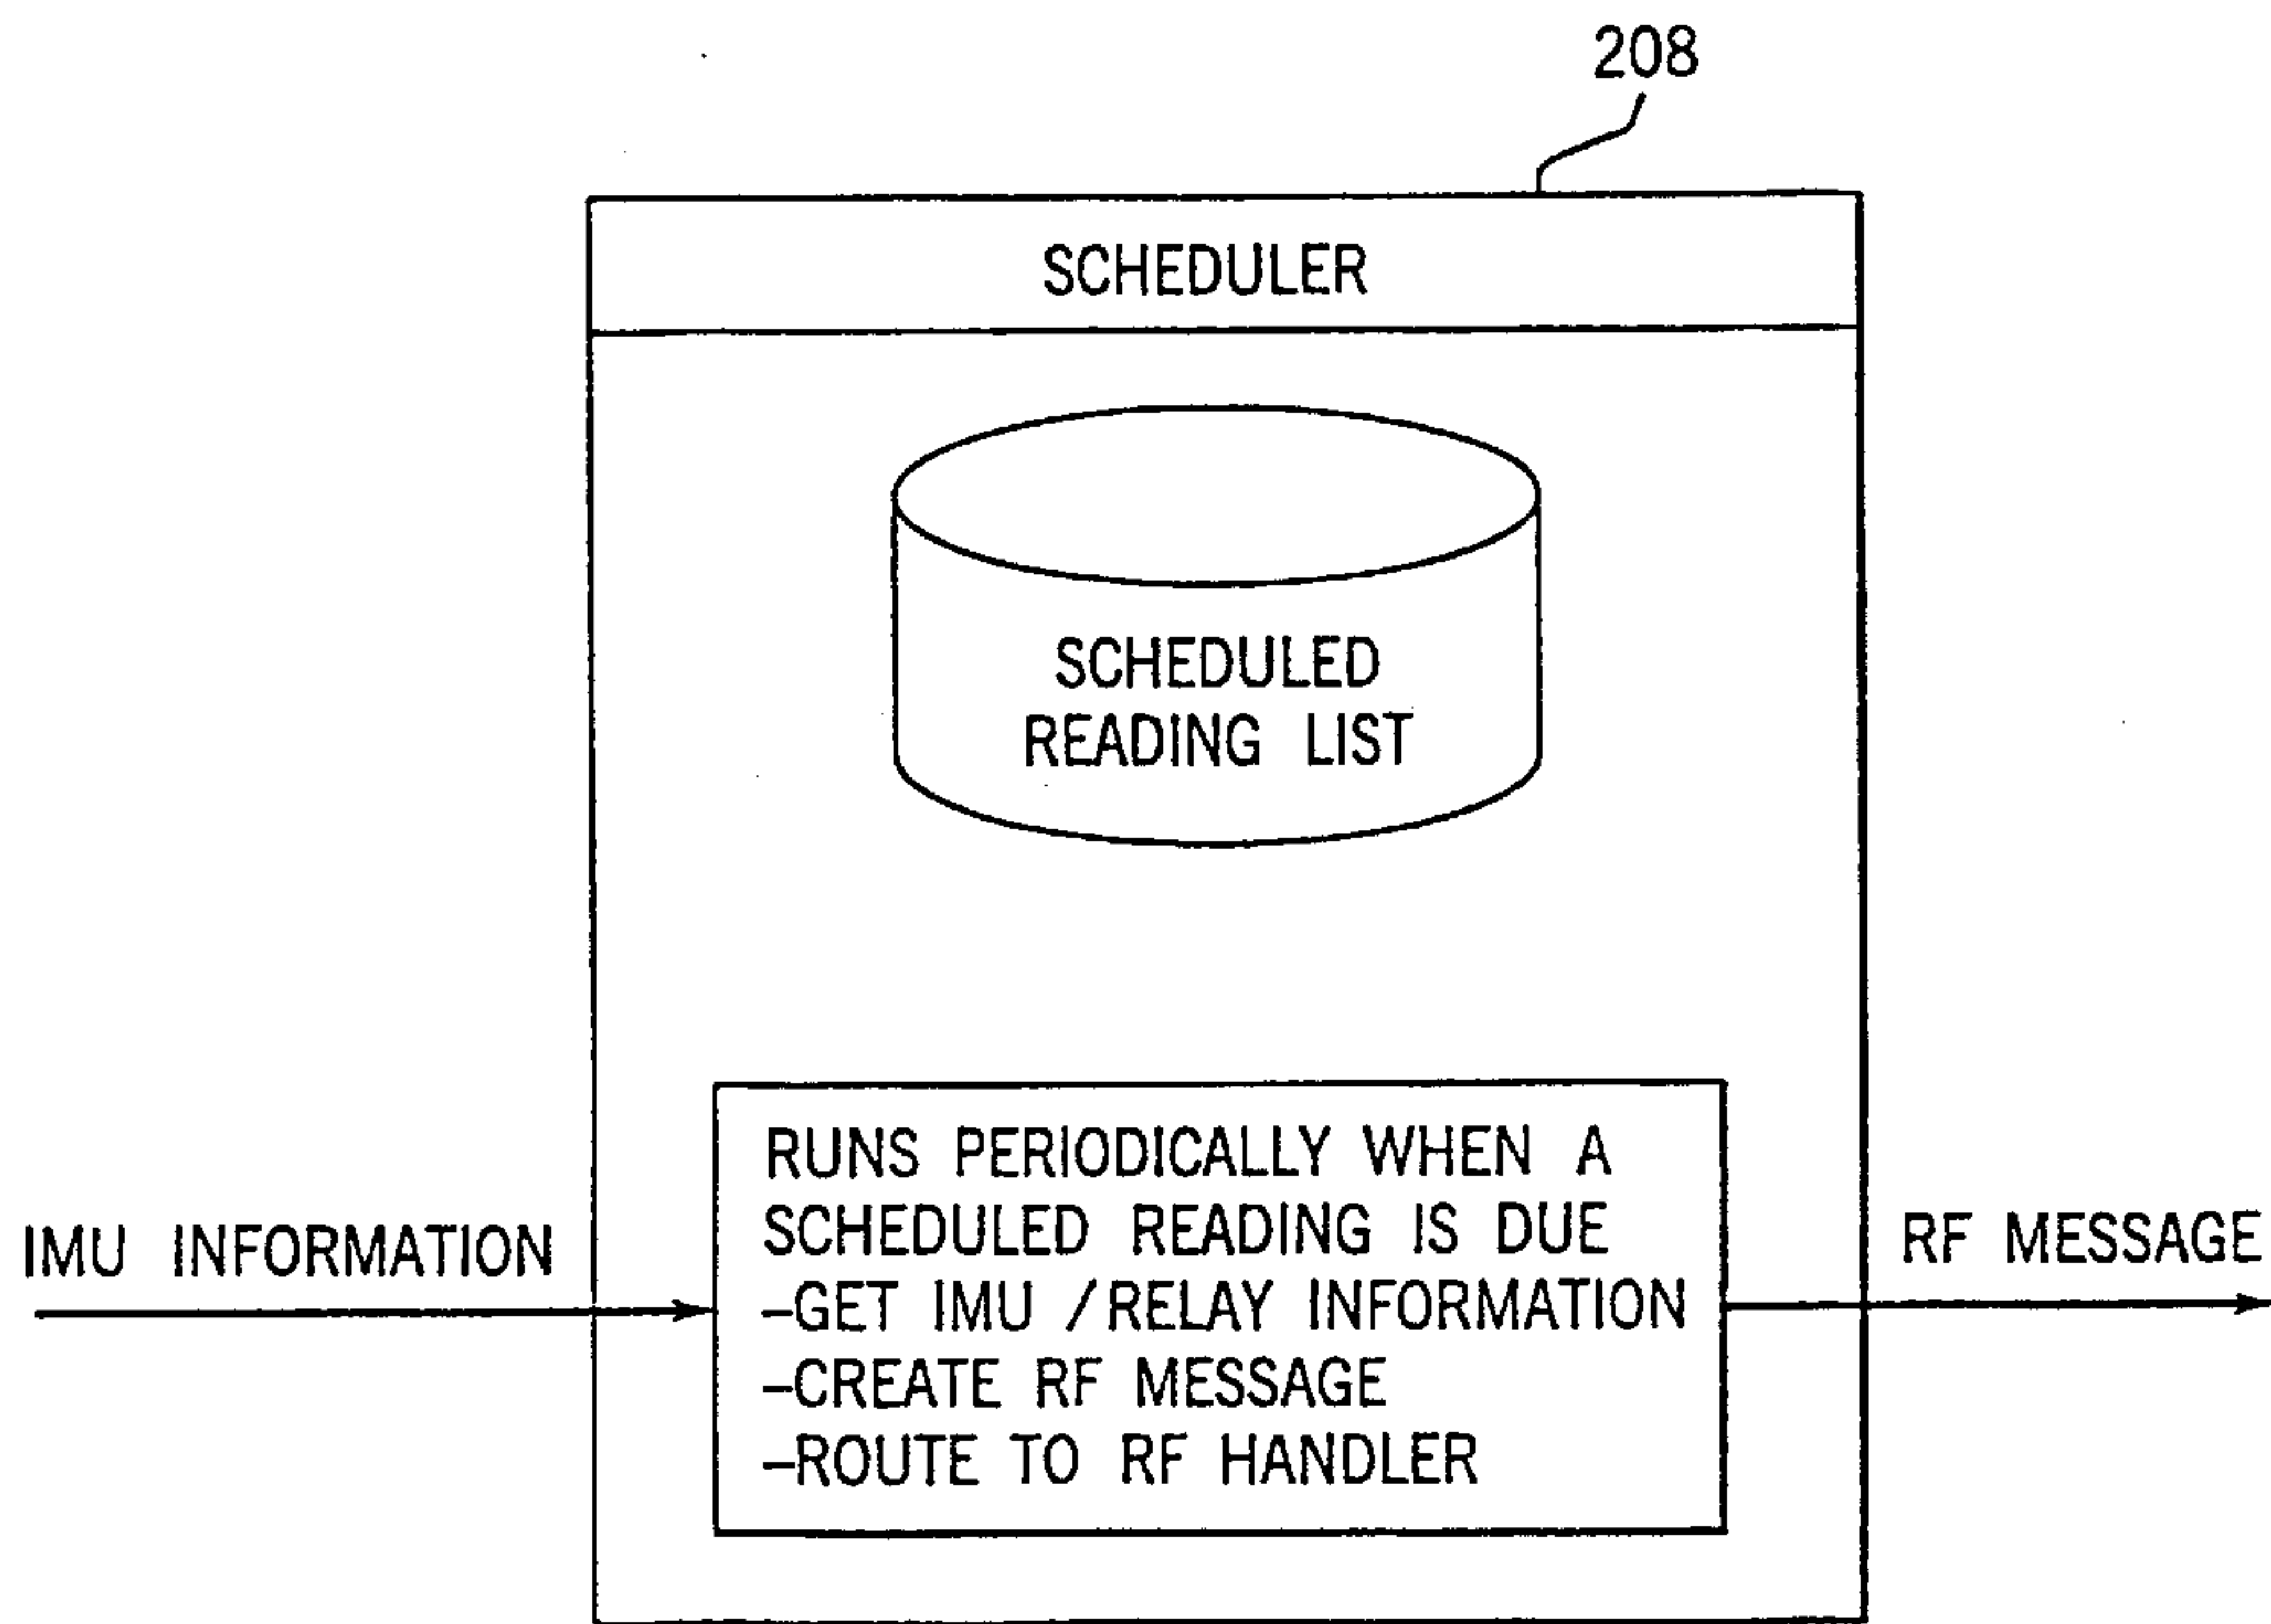 208
SCHEDULER
SCHEDULED
READING LIST
RUNS PERIODICALLY WHEN A
SCHEDULED READING IS DUE
–GET IMU /RELAY INFORMATION
–CREATE RF MESSAGE
–ROUTE TO RF HANDLER
IMU INFORMATION
RF MESSAGE